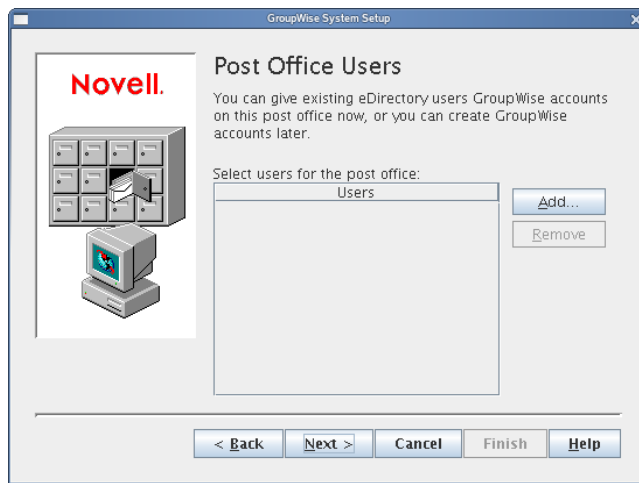 GroupWise System Setup
Novell.
Post Office Users
You can give existing eDirectory users GroupWise accounts
on this post office now, or you can create GroupWise
accounts later.
Select users for the post office:
Users
Add...
Remove
< Back
Next >
Cancel
Finish
Help